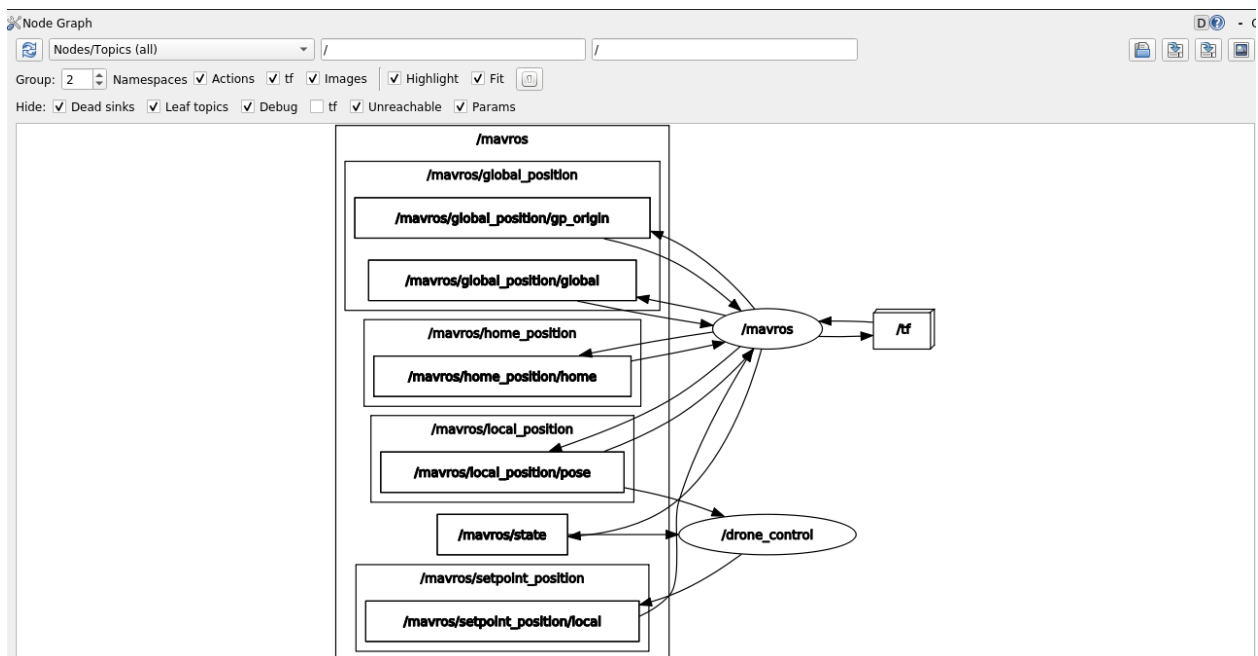 Node Graph
D ? - C
Nodes/Topics (all) / /
Group: 2 Namespaces Actions tf Images Highlight Fit
Hide: Dead sinks Leaf topics Debug tf Unreachable Params
/mavros
/mavros/global_position
/mavros/global_position/gp_origin
/mavros/global_position/global
/mavros/home_position
/mavros/home_position/home
/mavros/local_position
/mavros/local_position/pose
/mavros/state
/mavros/setpoint_position
/mavros/setpoint_position/local
/mavros
/tf
/drone_control